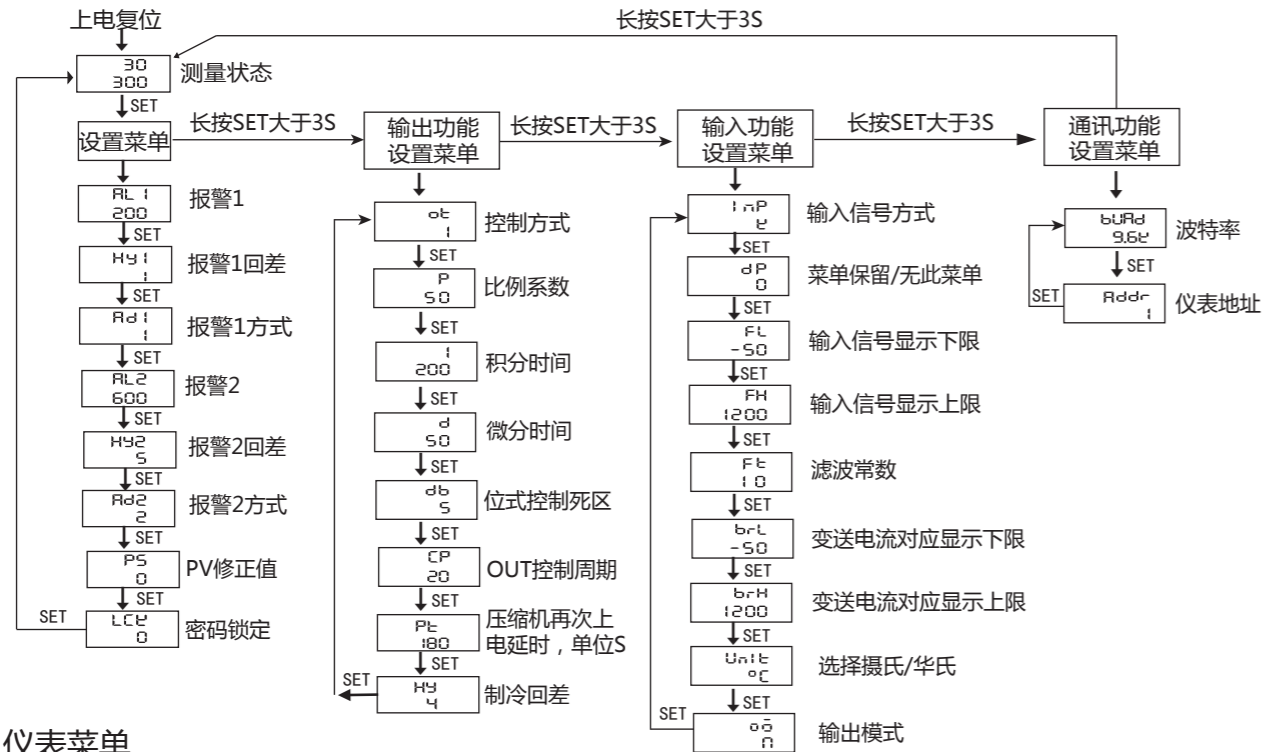 上电复位
长按SET大于3S
30
300
测量状态
SET
设置菜单
长按SET大于3S
输出功能
设置菜单
长按SET大于3S
输入功能
设置菜单
长按SET大于3S
通讯功能
设置菜单
AL1
200
报警1
SET
Hy1
1
报警1回差
SET
Ad1
1
报警1方式
SET
AL2
600
报警2
SET
Hy2
5
报警2回差
SET
Ad2
2
报警2方式
SET
PS
0
PV修正值
SET
LCK
0
密码锁定
SET
ot
1
控制方式
SET
P
50
比例系数
SET
I
200
积分时间
SET
d
50
微分时间
SET
db
5
位式控制死区
SET
CP
20
OUT控制周期
SET
Pt
180
压缩机再次上
电延时，单位S
SET
Hy
4
制冷回差
SET
InP
K
输入信号方式
SET
dP
0
菜单保留/无此菜单
SET
FL
-50
输入信号显示下限
SET
FH
1200
输入信号显示上限
SET
Ft
10
滤波常数
SET
brL
-50
变送电流对应显示下限
SET
brH
1200
变送电流对应显示上限
SET
Unit
℃
选择摄氏/华氏
SET
输出模式
SET
bUAd
9.6K
波特率
SET
SET
Addr
1
仪表地址
仪表菜单